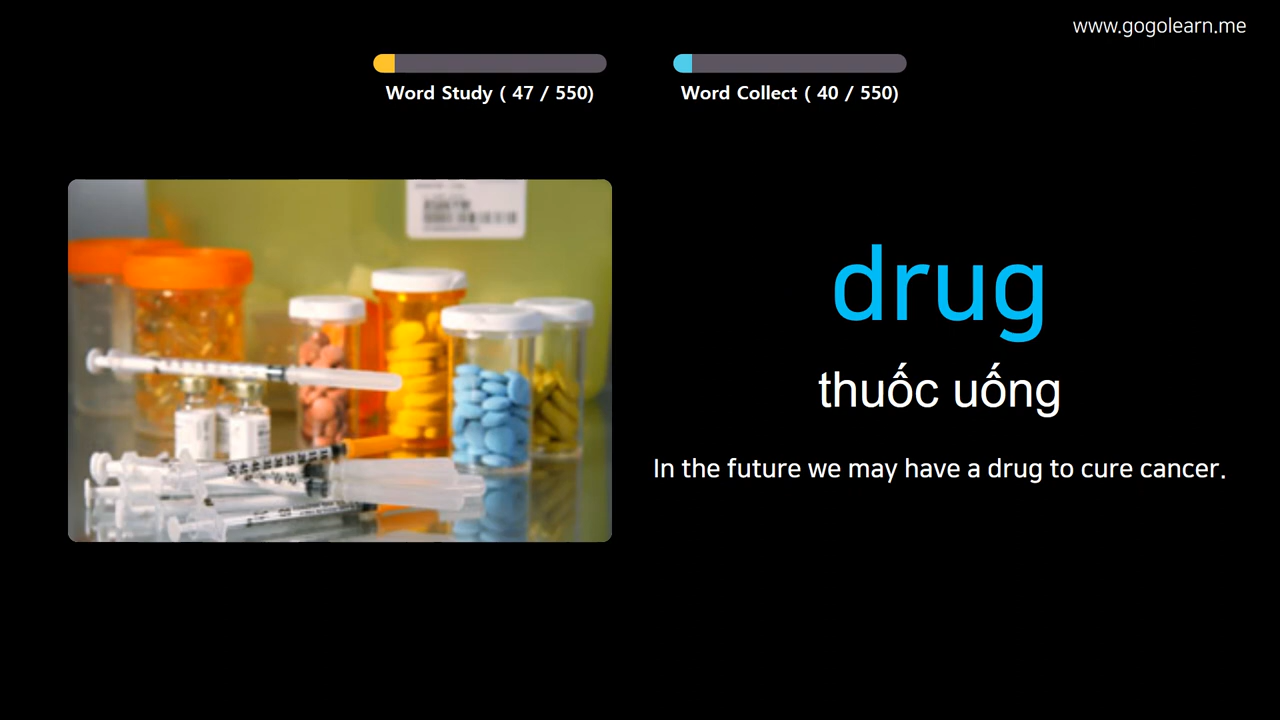 www.gogolearn.me
Word Study ( 47 / 550)
Word Collect ( 40 / 550)
drug
thuốc uống
In the future we may have a drug to cure cancer.